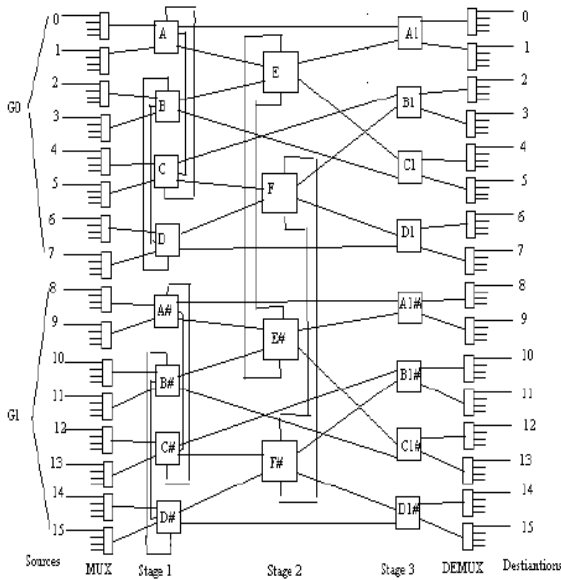 0 A A1 0
1 1
E
2 2
G0 B B1
3 3
4 4
C C1
5 F 5
6 6
D D1
7 7
8 8
A# A1#
9 E# 9
10 10
B# B1#
11 11
G1
12 12
C# C1#
13 F# 13
14 14
D# D1#
15 15
Sources MUX Stage 1 Stage 2 Stage 3 DEMUX Destiantions